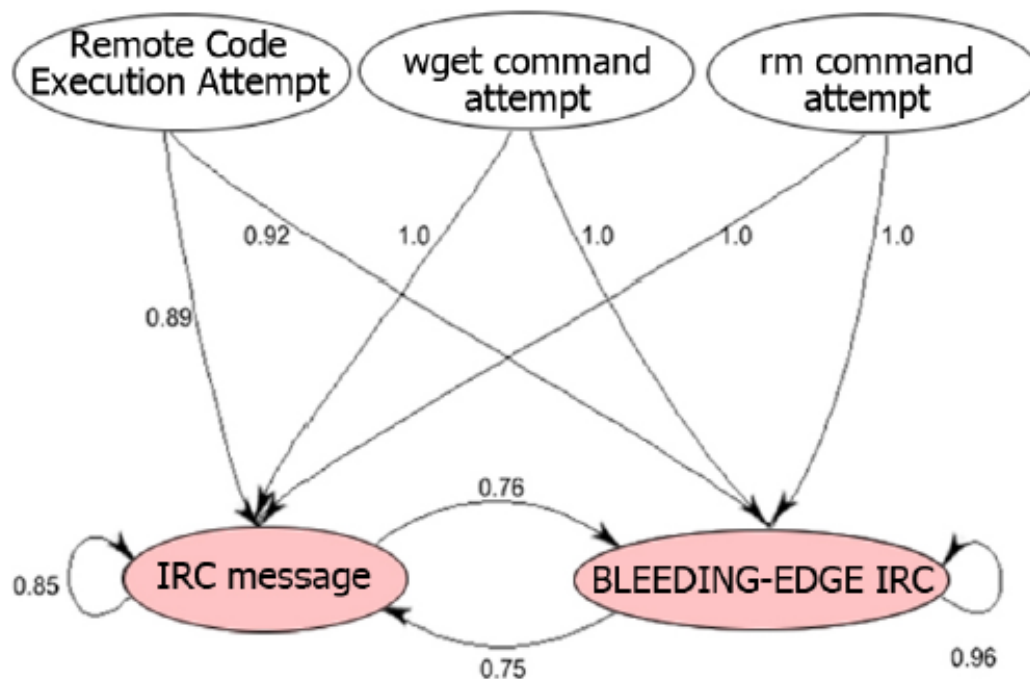 Remote Code
Execution Attempt
wget command
attempt
rm command
attempt
0.92
1.0
1.0
1.0
1.0
0.89
0.76
IRC message
BLEEDING-EDGE IRC
0.85
0.75
0.96